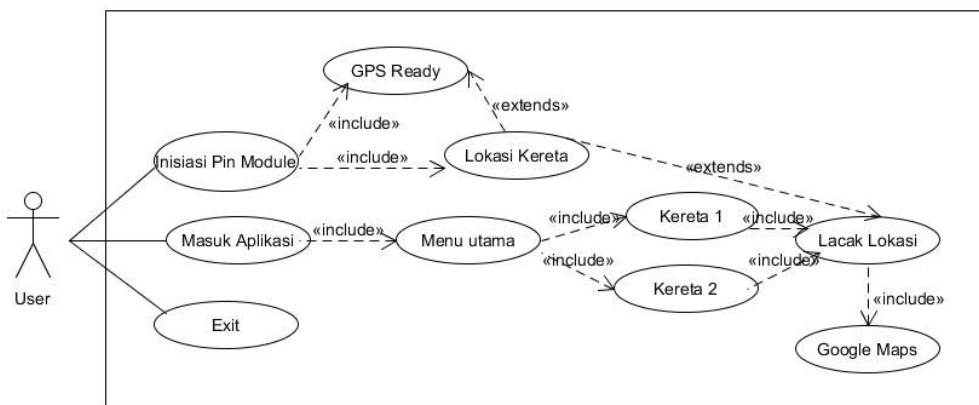 GPS Ready
«extends»
«include»
Inisiasi Pin Module
«include»
Lokasi Kereta
«extends»
Kereta 1
«include»
«include»
Masuk Aplikasi
«include»
Menu utama
Lacak Lokasi
«include»
«include»
Kereta 2
User
«include»
Exit
Google Maps